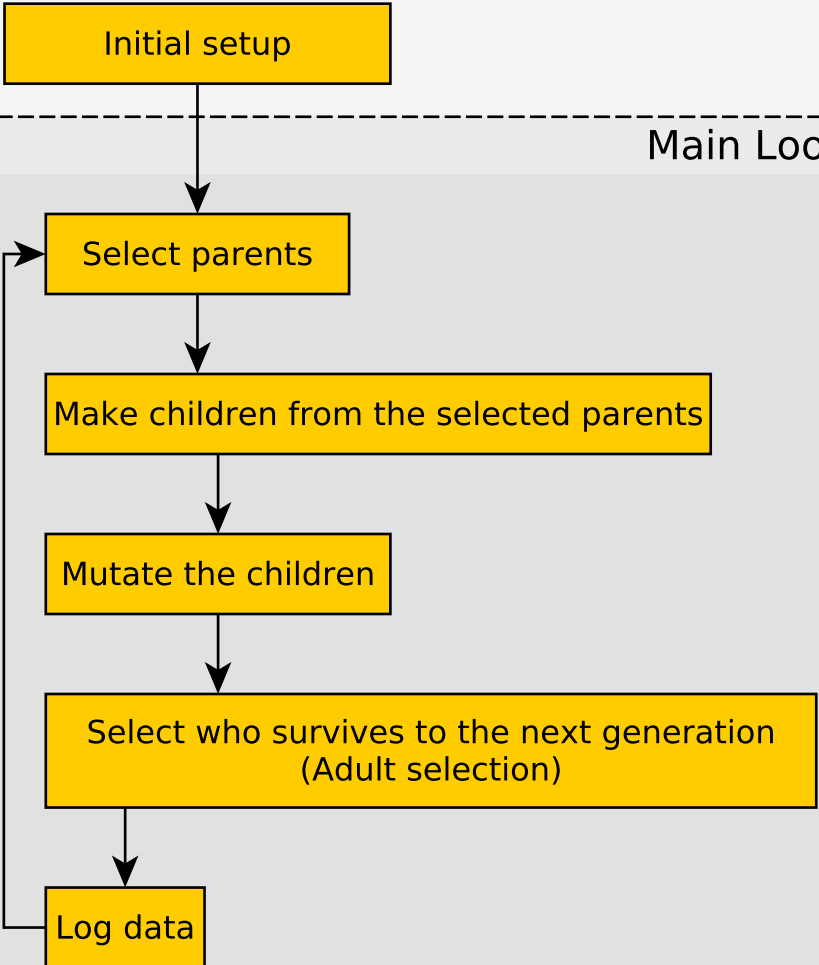 Initial setup
Main Loo
Select parents
Make children from the selected parents
Mutate the children
Select who survives to the next generation
(Adult selection)
Log data